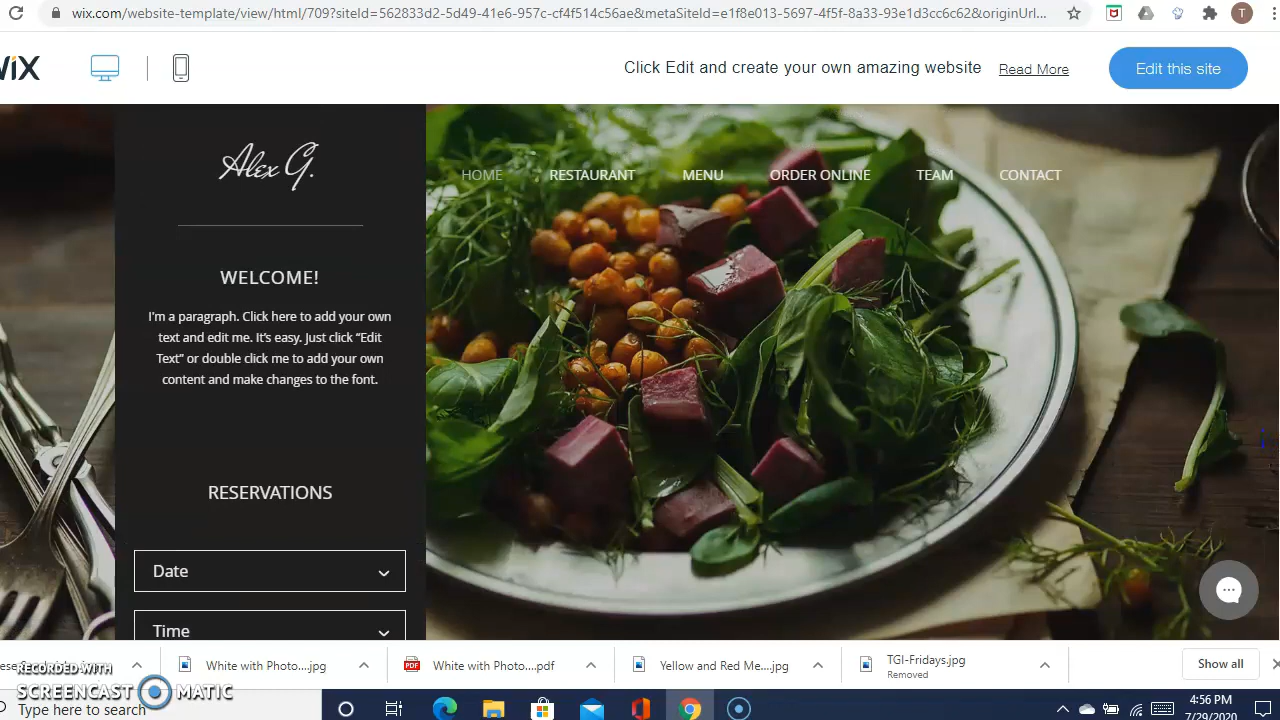 wix.com/website-template/view/html/709?siteId=562833d2-5d49-41e6-957c-cf4f514c56ae&metaSiteId=e1f8e013-5697-4f5f-8a33-93e1d3cc6c62&originUrl...
T
WIX
Click Edit and create your own amazing website
Read More
Edit this site
Alex G.
HOME RESTAURANT MENU ORDER ONLINE TEAM CONTACT
WELCOME!
I'm a paragraph. Click here to add your own
text and edit me. It's easy. Just click “Edit
Text” or double click me to add your own
content and make changes to the font.
RESERVATIONS
Date
Time
White with Photo....jpg
PDF
White with Photo....pdf
Yellow and Red Me....jpg
TGI-Fridays.jpg
Removed
Show all
RECORDED WITH
SCREENCAST MATIC
Type here to search
4:56 PM
7/29/2020